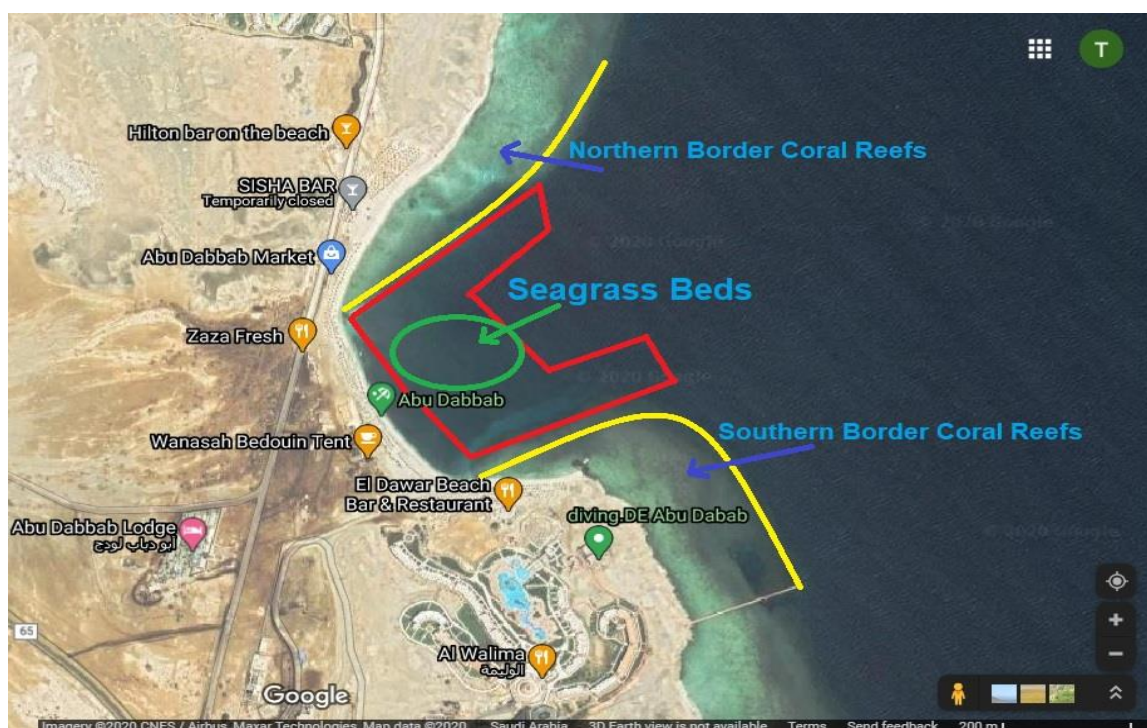 T
Hilton bar on the beach
Northern Border Coral Reefs
SISHA BAR
Temporarily closed
© 2020 Google
2020 Google
Abu Dabbab Market
Seagrass Beds
Zaza Fresh
© 2020 Google
Abu Dabbab
Wanasah Bedouin Tent
Southern Border Coral Reefs
El Dawar Beach
Bar & Restaurant
diving.DE Abu Dabab
Abu Dabbab Lodge
أبو دباب لودج
65
Al Walima
الوليمة
Google
Imagery ©2020 CNES / Airbus, Maxar Technologies, Map data ©2020 Saudi Arabia 3D Earth view is not available Terms Send feedback 200 m